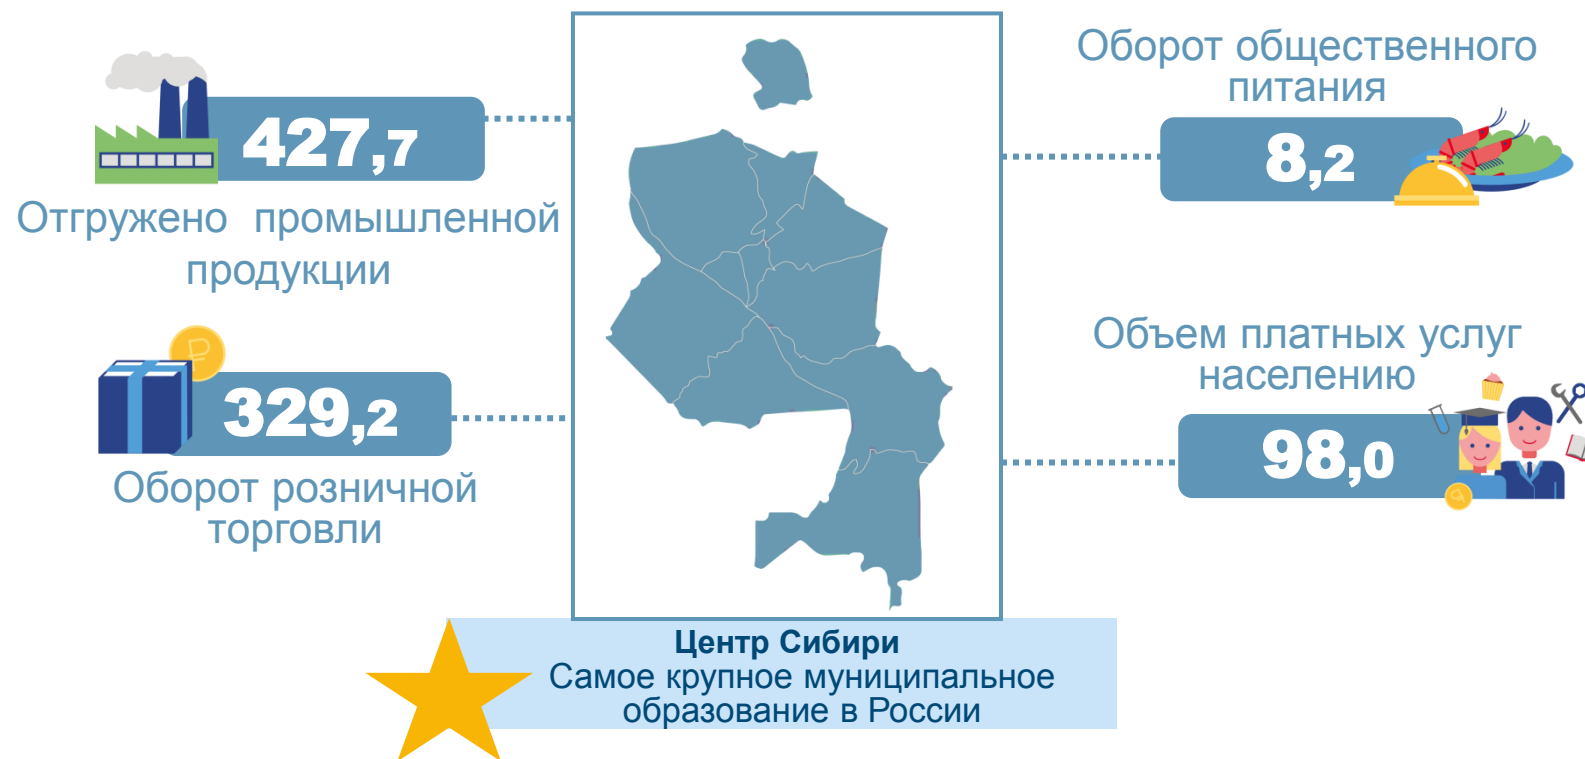 427,7
Отгружено промышленной
продукции
329,2
Оборот розничной
торговли
Оборот общественного
питания
8,2
Объем платных услуг
населению
98,0
Центр Сибири
Самое крупное муниципальное
образование в России